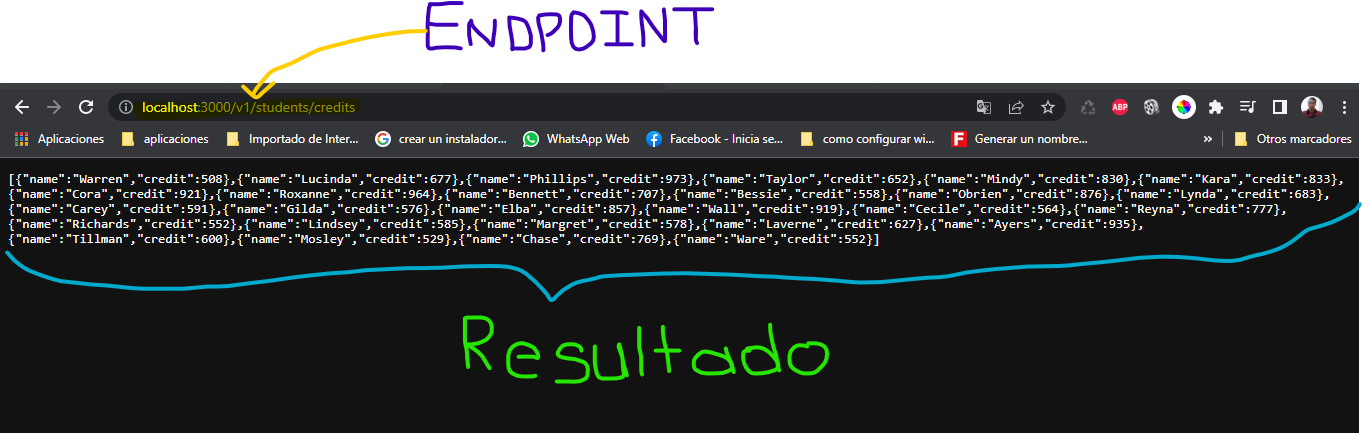 ENDPOINT
localhost:3000/v1/students/credits
ABP
Aplicaciones aplicaciones Importado de Inter... crear un instalador... WhatsApp Web Facebook - Inicia se... como configurar wi... Generar un nombre... » Otros marcadores
[{"name":"Warren","credit":508},{"name":"Lucinda","credit":677},{"name":"Phillips","credit":973},{"name":"Taylor","credit":652},{"name":"Mindy","credit":830},{"name":"Kara","credit":833},
{"name":"Cora","credit":921},{"name":"Roxanne","credit":964},{"name":"Bennett","credit":707},{"name":"Bessie","credit":558},{"name":"Obrien","credit":876},{"name":"Lynda","credit":683},
{"name":"Carey","credit":591},{"name":"Gilda","credit":576},{"name":"Elba","credit":857},{"name":"Wall","credit":919},{"name":"Cecile","credit":564},{"name":"Reyna","credit":777},
{"name":"Richards","credit":552},{"name":"Lindsey","credit":585},{"name":"Margret","credit":578},{"name":"Laverne","credit":627},{"name":"Ayers","credit":935},
{"name":"Tillman","credit":600},{"name":"Mosley","credit":529},{"name":"Chase","credit":769},{"name":"Ware","credit":552}]
Resultado